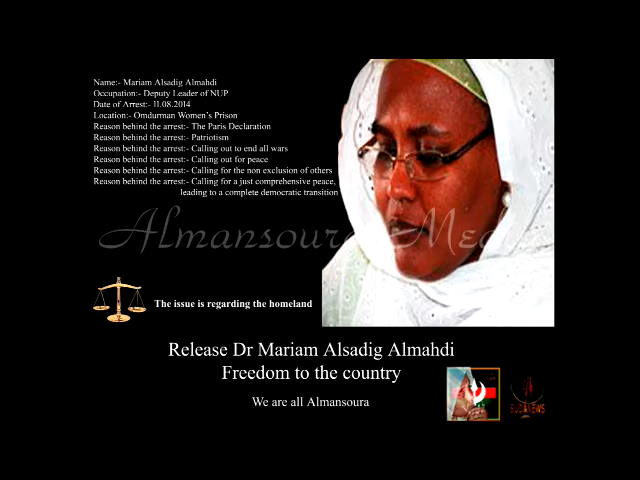 Name:- Mariam Alsadig Almahdi
Occupation:- Deputy Leader of NUP
Date of Arrest:- 11.08.2014
Location:- Omdurman Women's Prison
Reason behind the arrest:- The Paris Declaration
Reason behind the arrest:- Patriotism
Reason behind the arrest:- Calling out to end all wars
Reason behind the arrest:- Calling out for peace
Reason behind the arrest:- Calling for the non exclusion of others
Reason behind the arrest:- Calling for a just comprehensive peace,
leading to a complete democratic transition
Almansoura Media
The issue is regarding the homeland
Release Dr Mariam Alsadig Almahdi
Freedom to the country
We are all Almansoura
SUDANEWS